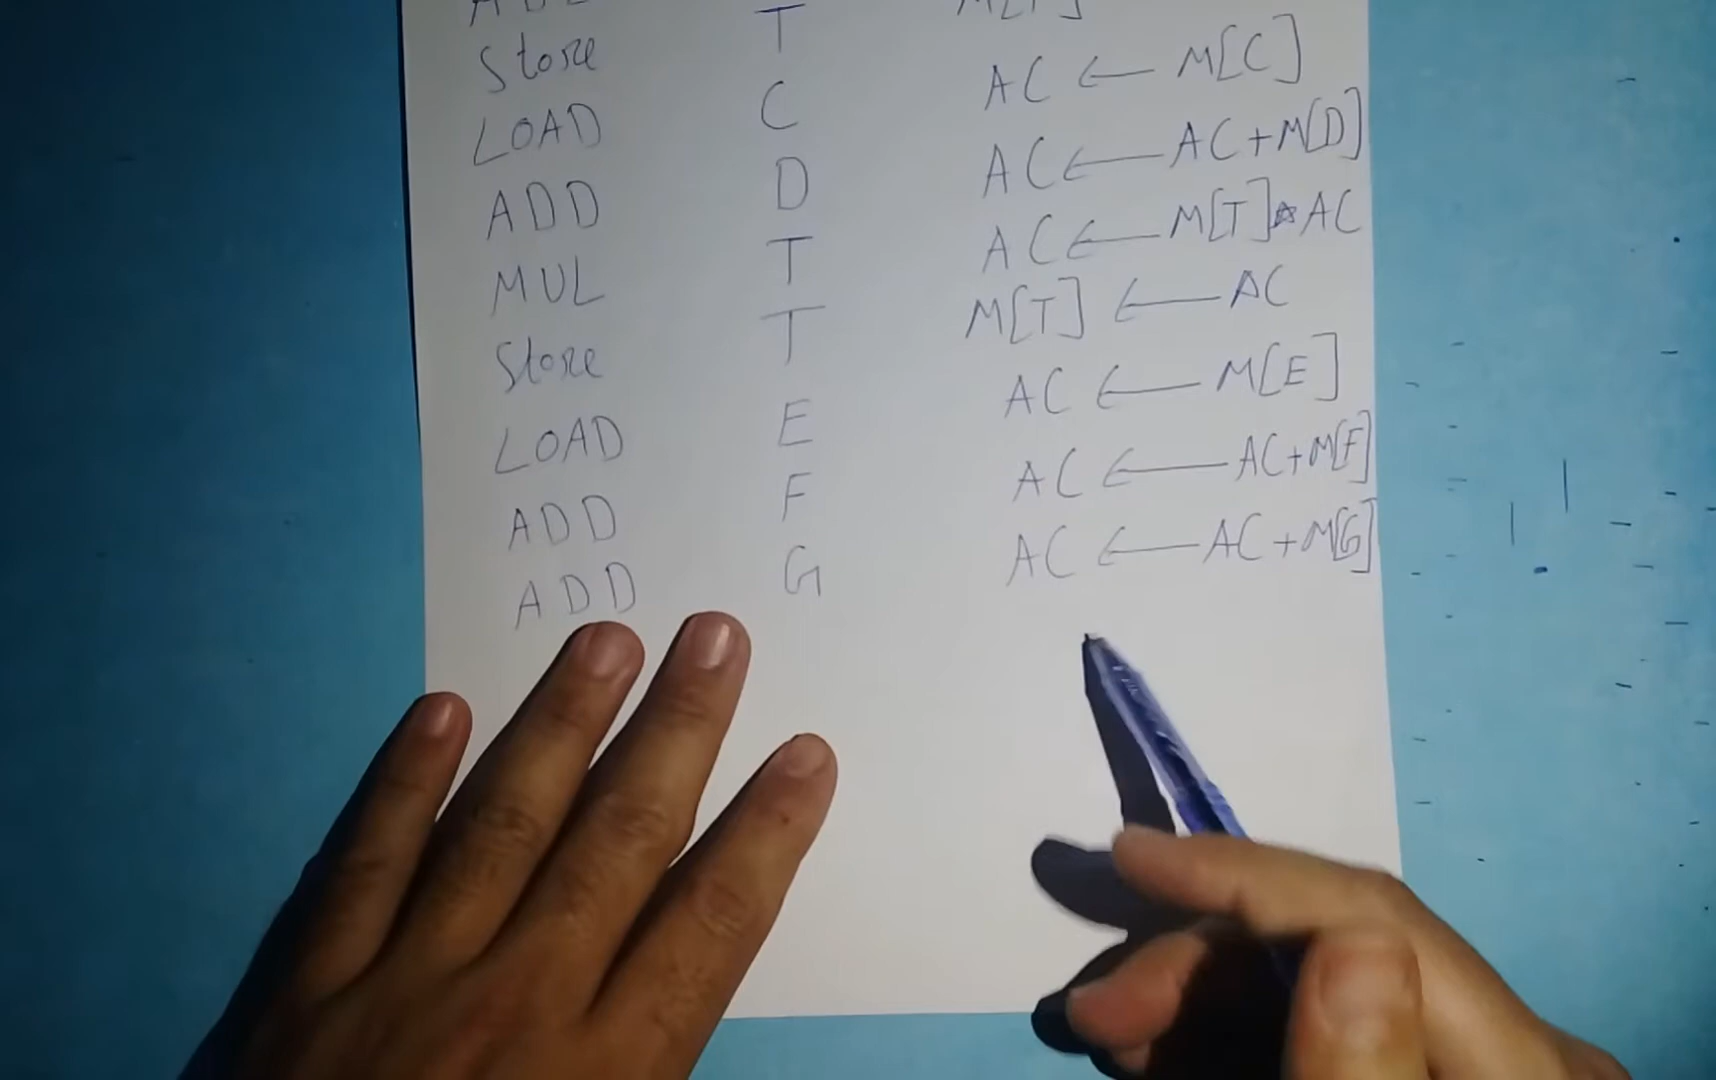 Store T
LOAD C AC ← M[C]
ADD D AC ← AC + M[D]
MUL T AC ← M[T] * AC
Store T M[T] ← AC
LOAD E AC ← M[E]
ADD F AC ← AC + M[F]
ADD G AC ← AC + M[G]